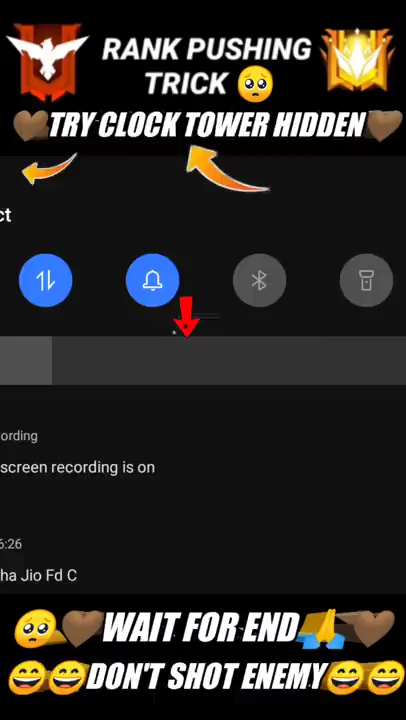 RANK PUSHING
TRICK 🥺
🤎TRY CLOCK TOWER HIDDEN🤎
ct
ording
screen recording is on
6:26
ha Jio Fd C
🥺🤎WAIT FOR END🙏🤎
😄😄DON'T SHOT ENEMY😄😄